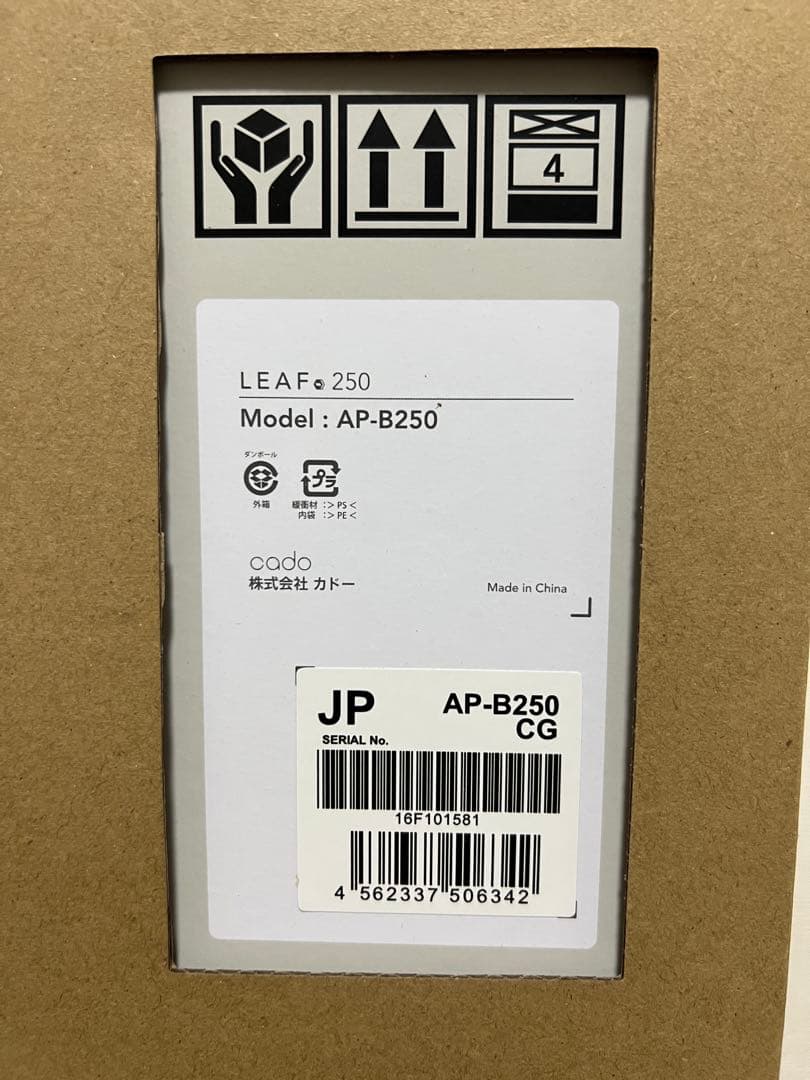 4
LEAF 250
Model : AP-B250
ダンボール
外箱
プラ
緩衝材 :> PS <
内袋 :> PE <
cado
株式会社 カドー
Made in China
JP
AP-B250
CG
SERIAL No.
16F101581
4 562337 506342